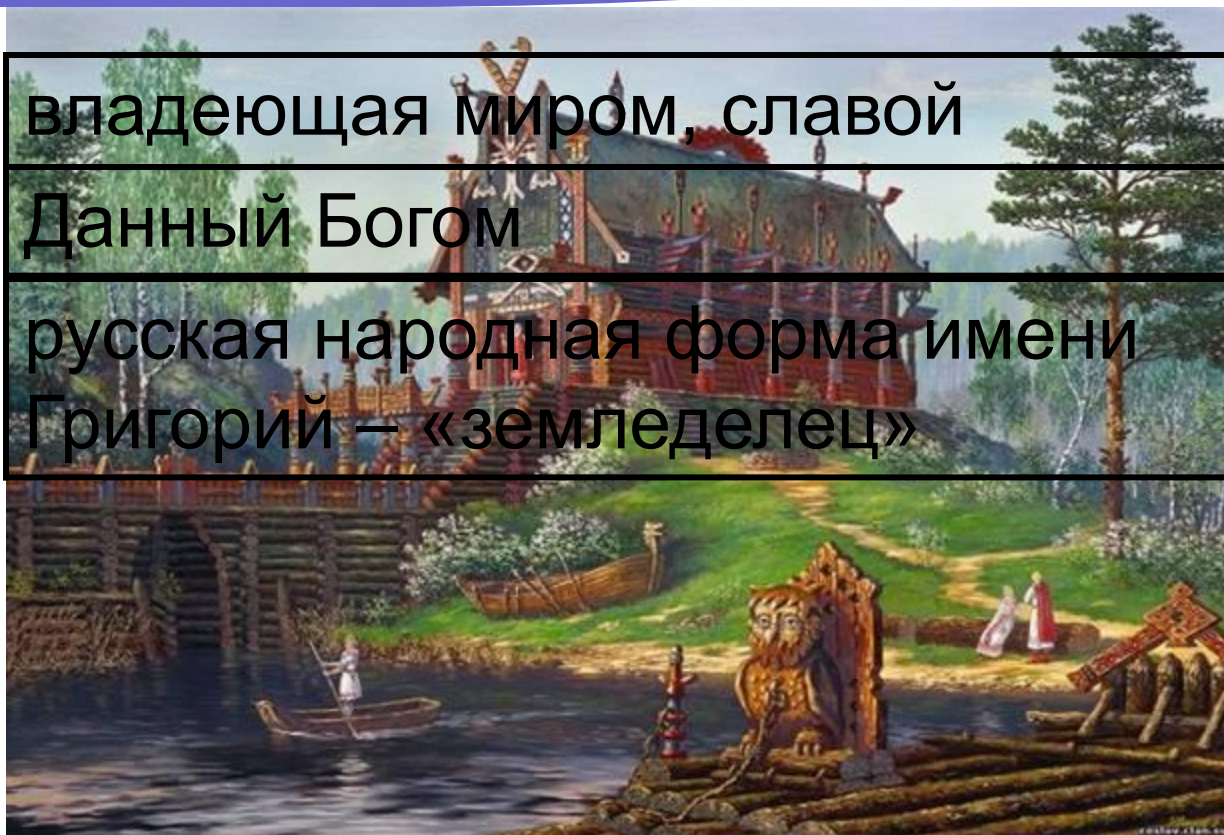 владеющая миром, славой
Данный Богом
русская народная форма имени
Григорий – «земледелец»